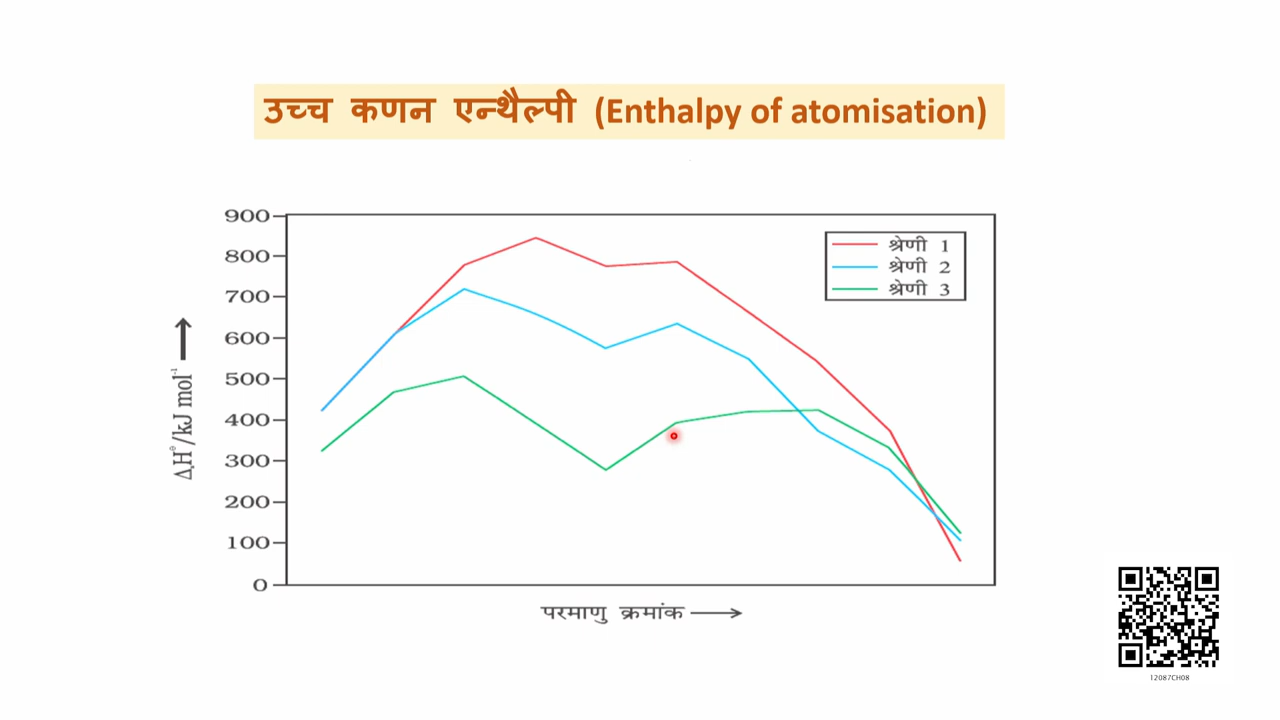 उच्च कणन एन्थैल्पी (Enthalpy of atomisation)
900
800
700
600
500
400
300
200
100
0
ΔₐH°/kJ mol⁻¹
श्रेणी 1
श्रेणी 2
श्रेणी 3
परमाणु क्रमांक
12087CH08